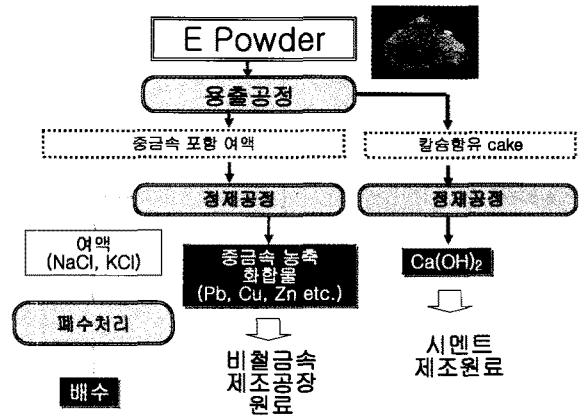 E Powder
용출공정
중금속 포함 여액
칼슘함유 cake
정제공정
정제공정
여액
(NaCl, KCl)
중금속 농축
화합물
(Pb, Cu, Zn etc.)
Ca(OH)₂
폐수처리
비철금속
제조공장
원료
시멘트
제조원료
배수